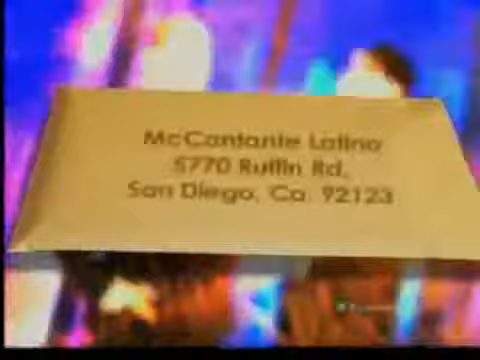 McCantante Latino
5770 Ruffin Rd.
San Diego, Ca. 92123